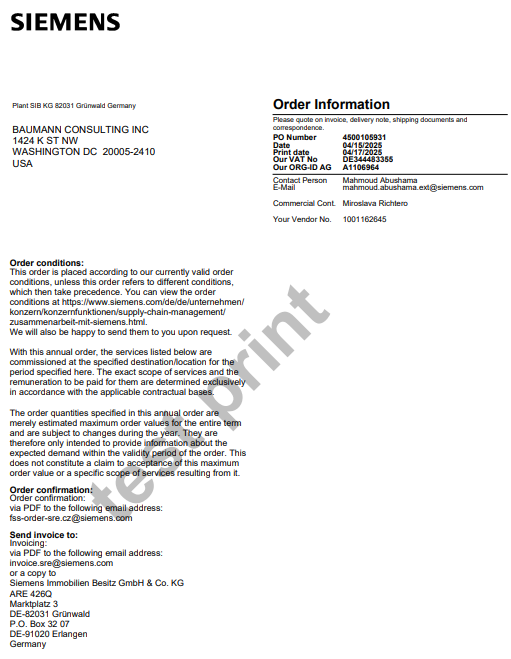 SIEMENS
Plant SIB KG 82031 Grünwald Germany
BAUMANN CONSULTING INC
1424 K ST NW
WASHINGTON DC 20005-2410
USA
Order Information
Please quote on invoice, delivery note, shipping documents and
correspondence.
PO Number 4500105931
Date 04/15/2025
Print date 04/17/2025
Our VAT No DE344483355
Our ORG-ID AG A1106964
Contact Person Mahmoud Abushama
E-Mail mahmoud.abushama.ext@siemens.com
Commercial Cont. Miroslava Richtero
Your Vendor No. 1001162645
Order conditions:
This order is placed according to our currently valid order
conditions, unless this order refers to different conditions,
which then take precedence. You can view the order
conditions at https://www.siemens.com/de/de/unternehmen/
konzern/konzernfunktionen/supply-chain-management/
zusammenarbeit-mit-siemens.html.
We will also be happy to send them to you upon request.
With this annual order, the services listed below are
commissioned at the specified destination/location for the
period specified here. The exact scope of services and the
remuneration to be paid for them are determined exclusively
in accordance with the applicable contractual bases.
The order quantities specified in this annual order are
merely estimated maximum order values for the entire term
and are subject to changes during the year. They are
therefore only intended to provide information about the
expected demand within the validity period of the order. This
does not constitute a claim to acceptance of this maximum
order value or a specific scope of services resulting from it.
Order confirmation:
Order confirmation:
via PDF to the following email address:
fss-order-sre.cz@siemens.com
Send invoice to:
Invoicing:
via PDF to the following email address:
invoice.sre@siemens.com
or a copy to
Siemens Immobilien Besitz GmbH & Co. KG
ARE 426Q
Marktplatz 3
DE-82031 Grünwald
P.O. Box 32 07
DE-91020 Erlangen
Germany
test print